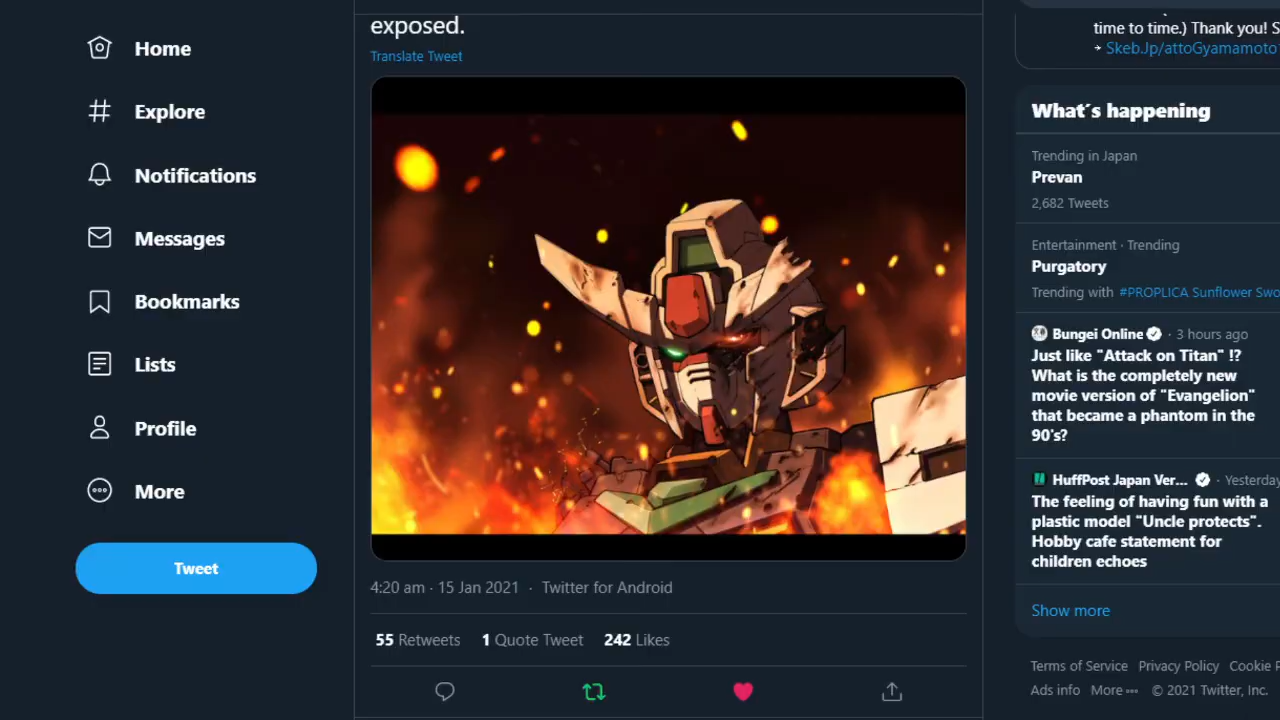 Home
Explore
Notifications
Messages
Bookmarks
Lists
Profile
More
Tweet
exposed.
Translate Tweet
4:20 am · 15 Jan 2021 · Twitter for Android
55 Retweets 1 Quote Tweet 242 Likes
time to time.) Thank you! S
Skeb.Jp/attoGyamamoto
What´s happening
Trending in Japan
Prevan
2,682 Tweets
Entertainment · Trending
Purgatory
Trending with #PROPLICA Sunflower Swo
Bungei Online · 3 hours ago
Just like "Attack on Titan" !?
What is the completely new
movie version of "Evangelion"
that became a phantom in the
90's?
HuffPost Japan Ver... · Yesterday
The feeling of having fun with a
plastic model "Uncle protects".
Hobby cafe statement for
children echoes
Show more
Terms of Service Privacy Policy Cookie P
Ads info More ··· © 2021 Twitter, Inc.